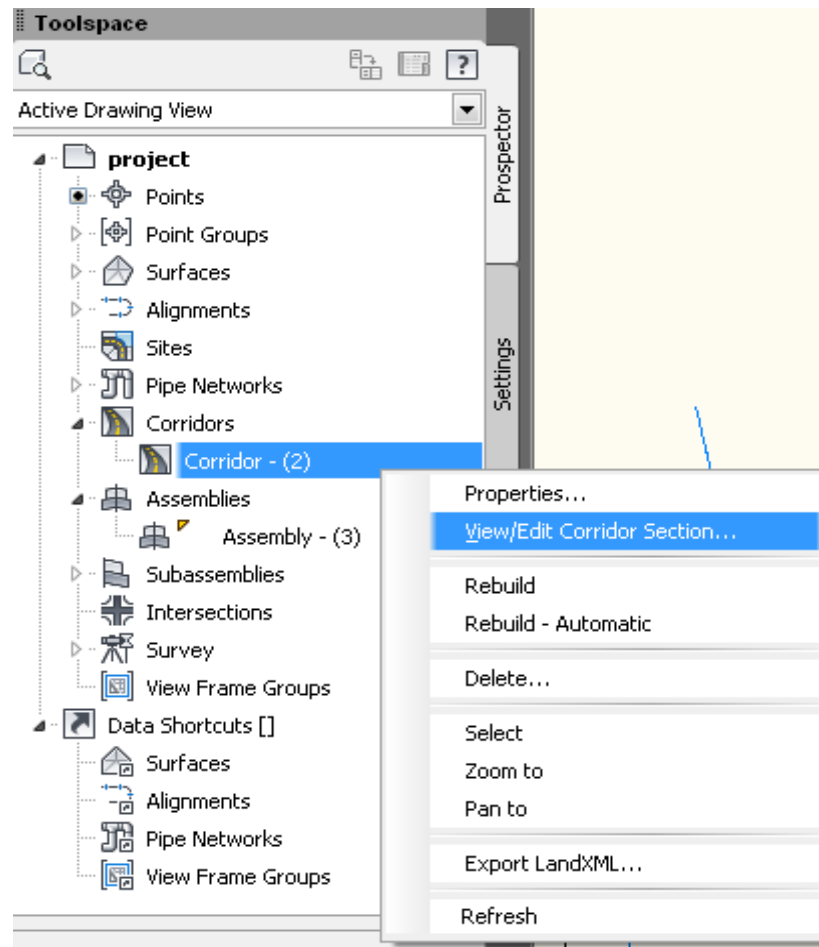 Toolspace
?
Active Drawing View
Prospector
Settings
project
Points
Point Groups
Surfaces
Alignments
Sites
Pipe Networks
Corridors
Corridor - (2)
Assemblies
Assembly - (3)
Subassemblies
Intersections
Survey
View Frame Groups
Data Shortcuts []
Surfaces
Alignments
Pipe Networks
View Frame Groups
Properties...
View/Edit Corridor Section...
Rebuild
Rebuild - Automatic
Delete...
Select
Zoom to
Pan to
Export LandXML...
Refresh